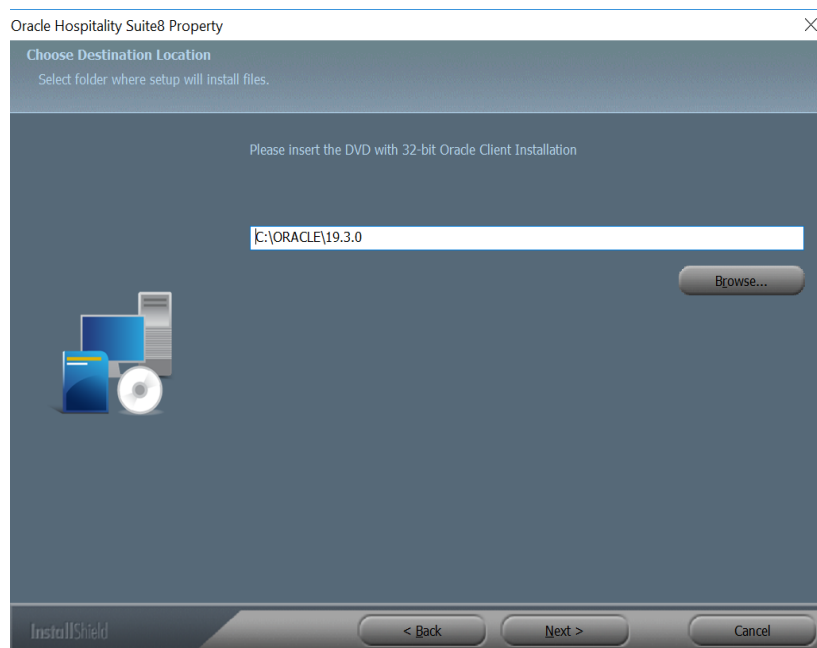 Oracle Hospitality Suite8 Property
Choose Destination Location
Select folder where setup will install files.
Please insert the DVD with 32-bit Oracle Client Installation
C:\ORACLE\19.3.0
Browse...
InstallShield
< Back
Next >
Cancel